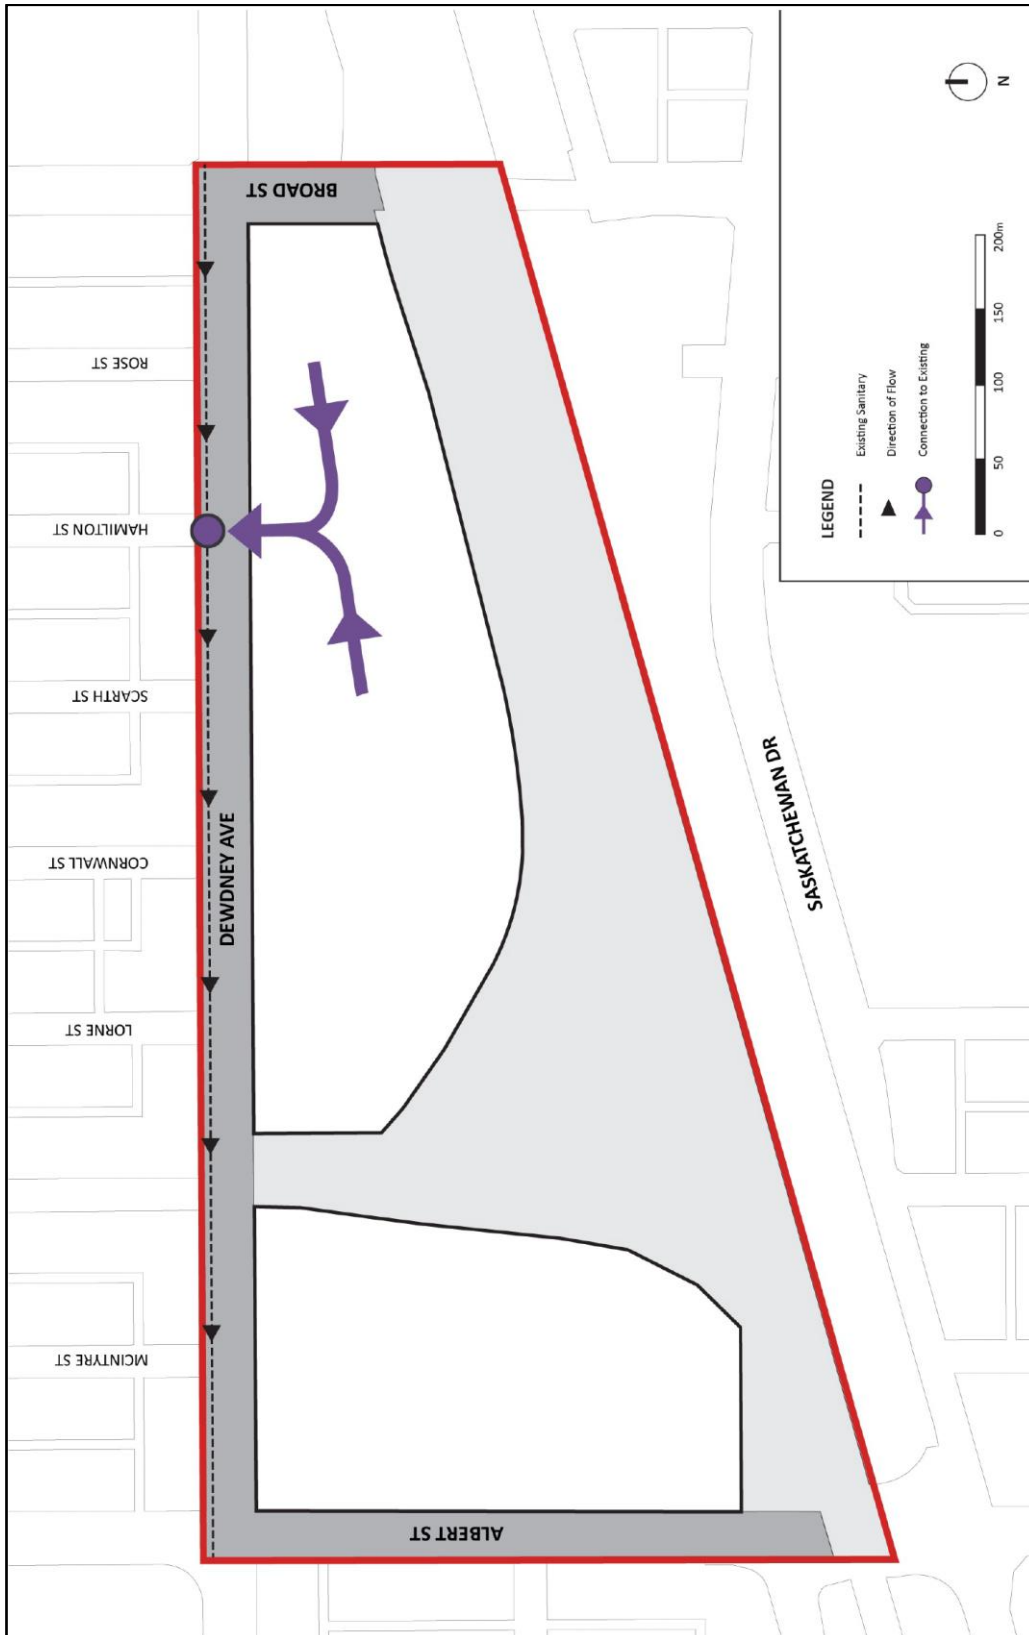 BROAD ST
ROSE ST
HAMILTON ST
SCARTH ST
CORNWALL ST
LORNE ST
MCINTYRE ST
DEWDNEY AVE
ALBERT ST
SASKATCHEWAN DR
N
LEGEND
Existing Sanitary
Direction of Flow
Connection to Existing
0 50 100 150 200m